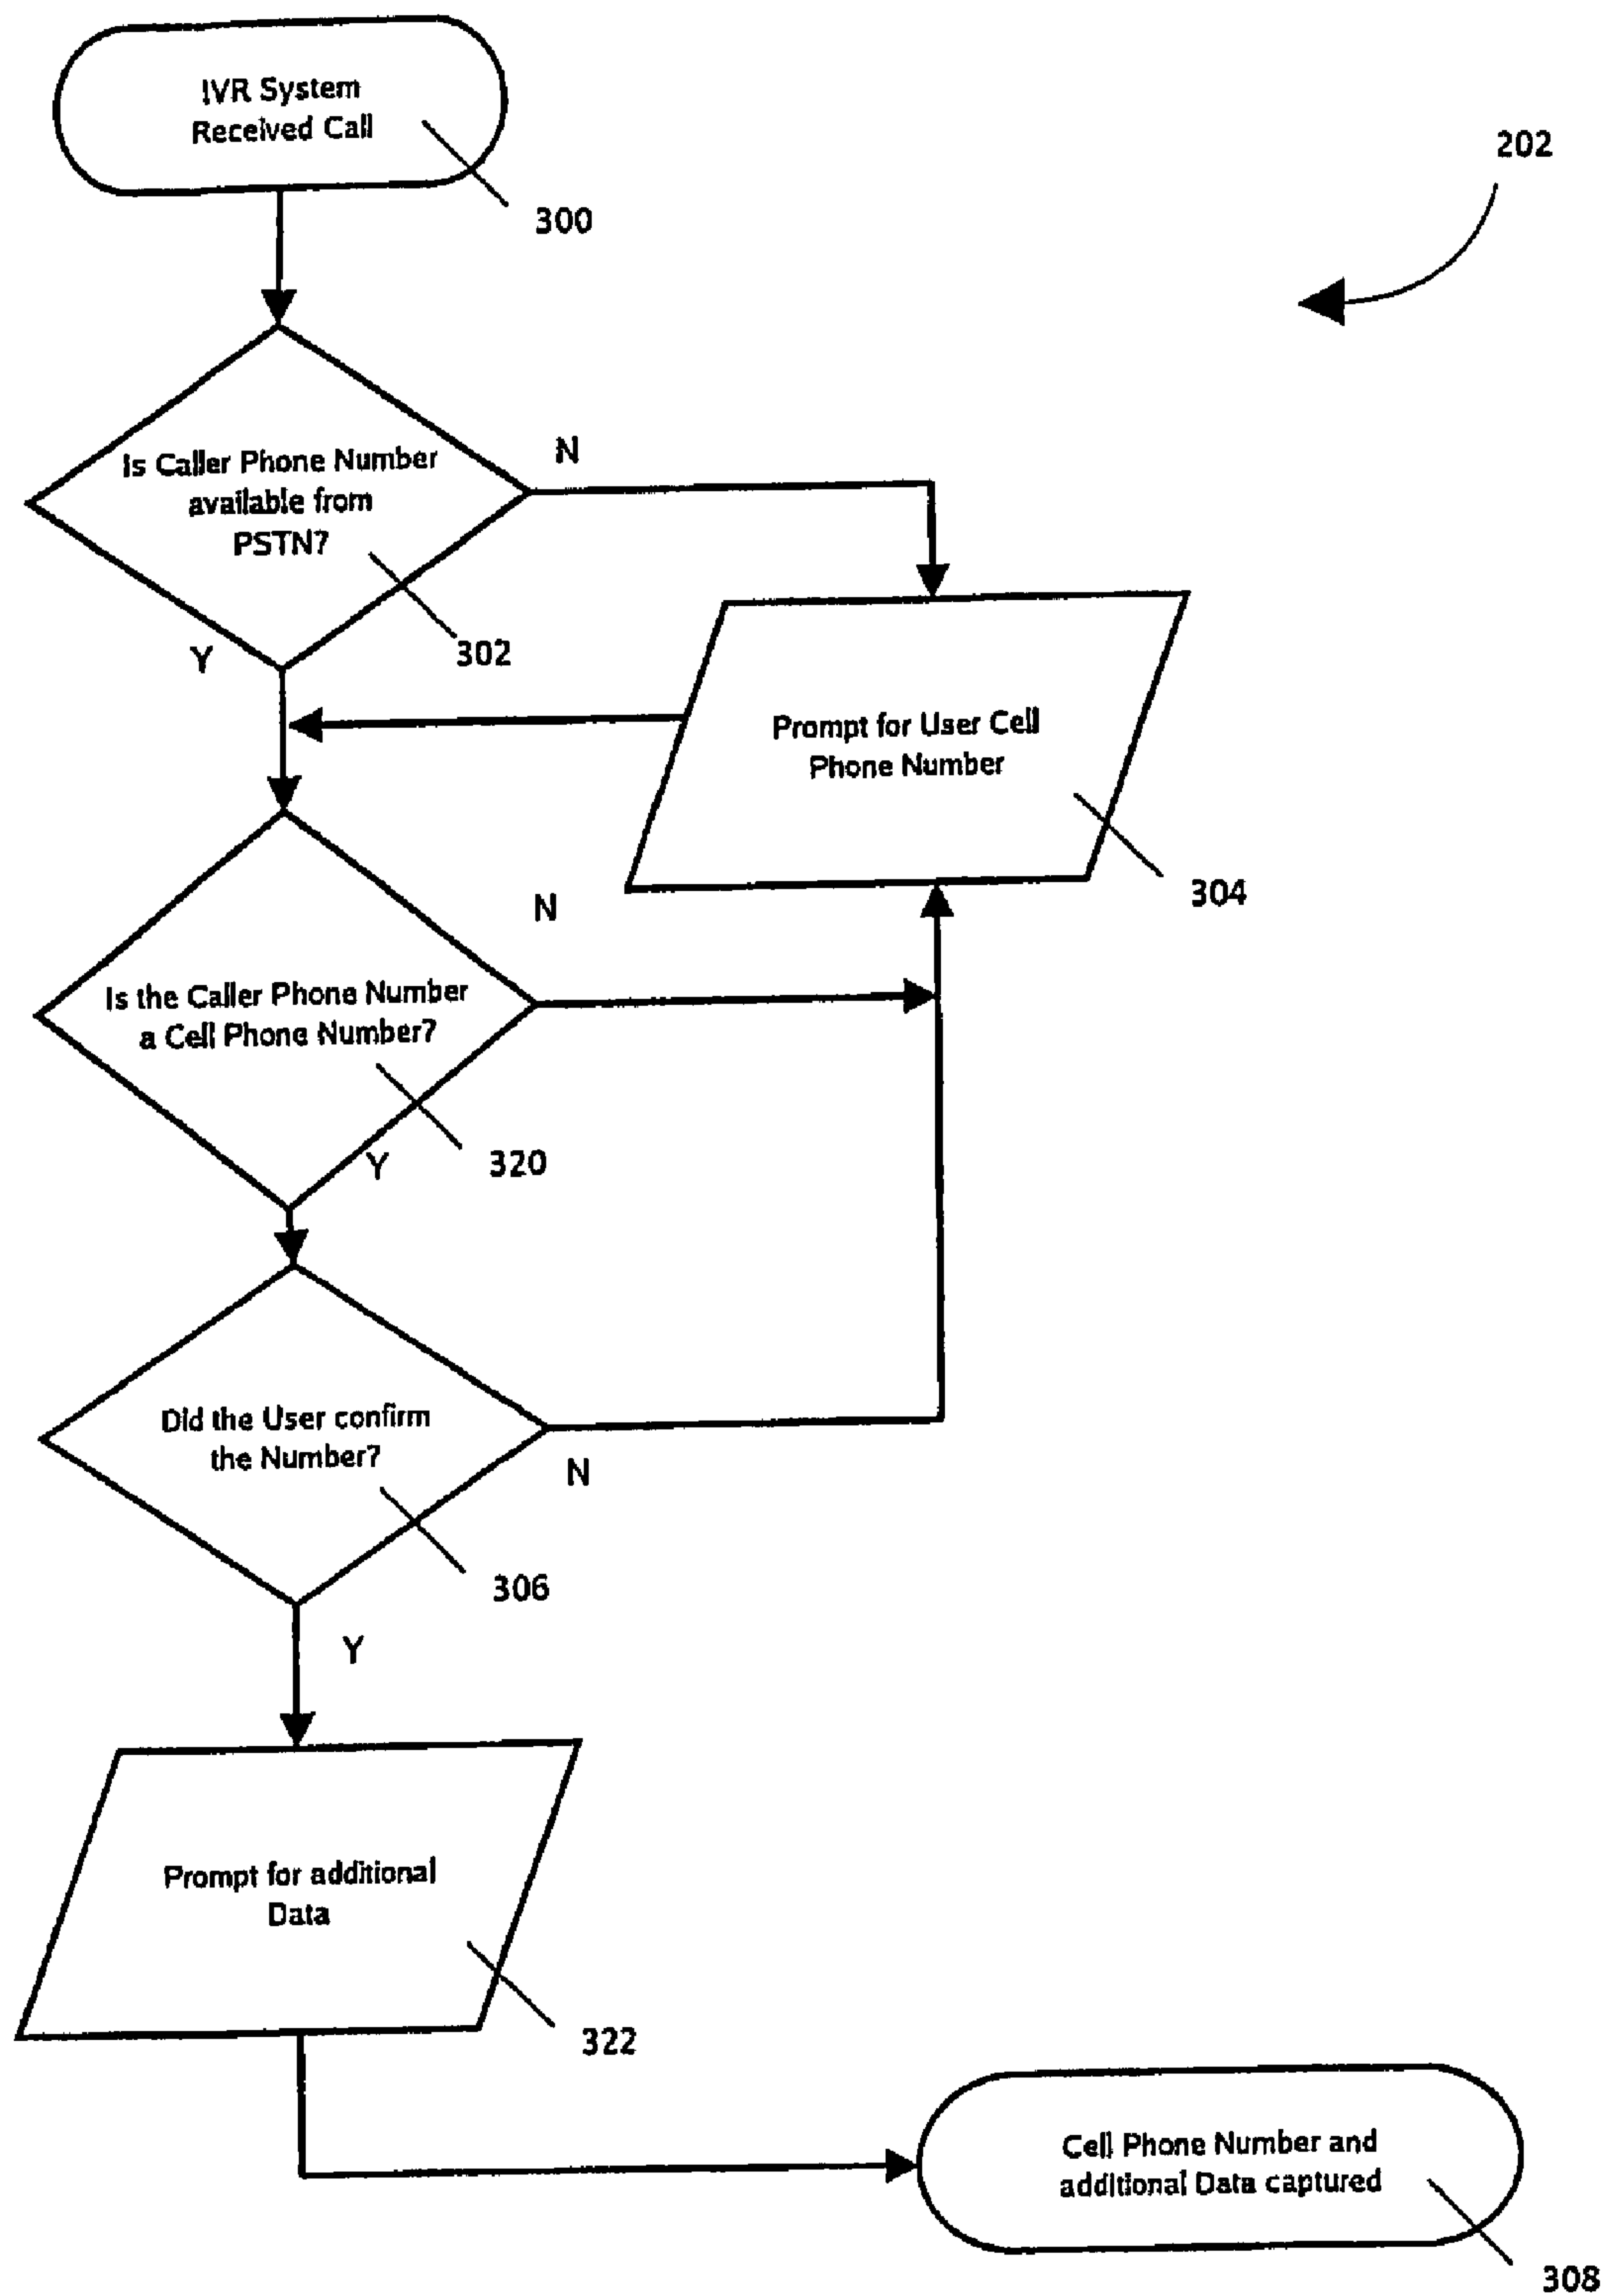 IVR System
Received Call
300
202
Is Caller Phone Number
available from
PSTN?
N
302
Y
Prompt for User Cell
Phone Number
304
N
Is the Caller Phone Number
a Cell Phone Number?
320
Y
Did the User confirm
the Number?
N
306
Y
Prompt for additional
Data
322
Cell Phone Number and
additional Data captured
308